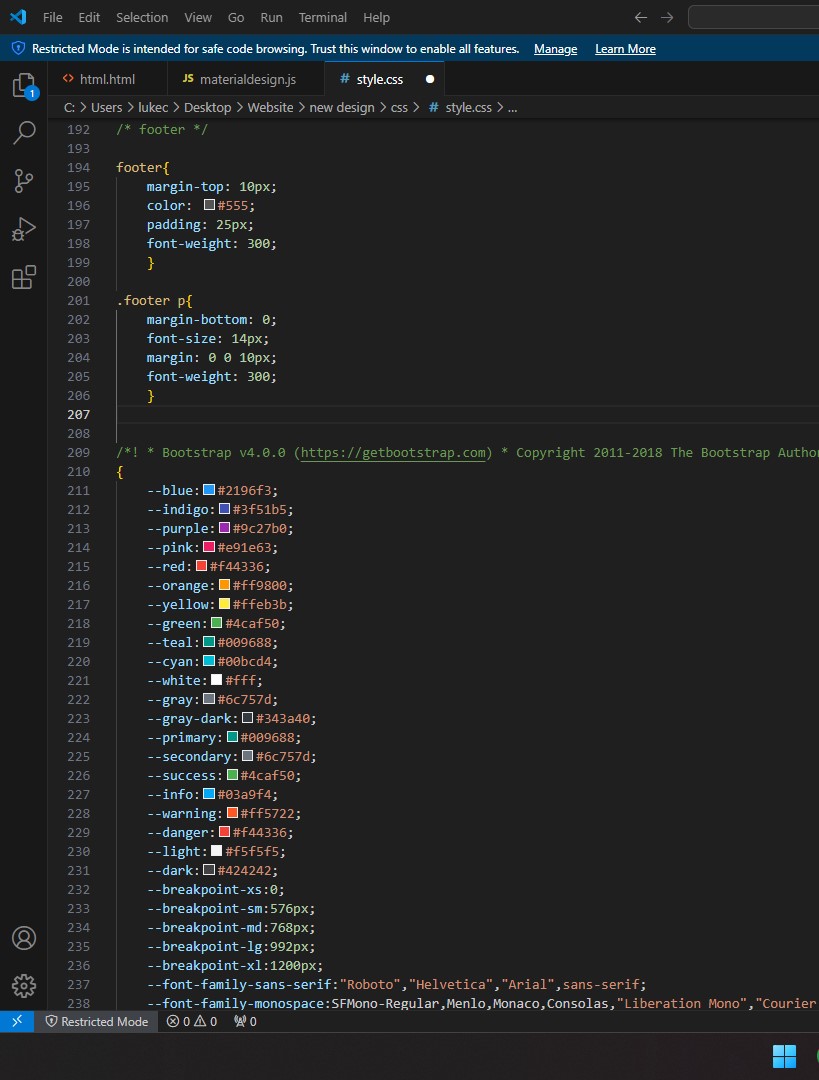 File Edit Selection View Go Run Terminal Help
Restricted Mode is intended for safe code browsing. Trust this window to enable all features. Manage Learn More
1
<> html.html JS materialdesign.js # style.css
C: > Users > lukec > Desktop > Website > new design > css > # style.css > ...
192 /* footer */
193
194 footer{
195 margin-top: 10px;
196 color: #555;
197 padding: 25px;
198 font-weight: 300;
199 }
200
201 .footer p{
202 margin-bottom: 0;
203 font-size: 14px;
204 margin: 0 0 10px;
205 font-weight: 300;
206 }
207
208
209 /*! * Bootstrap v4.0.0 (https://getbootstrap.com) * Copyright 2011-2018 The Bootstrap Autho
210 {
211 --blue:#2196f3;
212 --indigo:#3f51b5;
213 --purple:#9c27b0;
214 --pink:#e91e63;
215 --red:#f44336;
216 --orange:#ff9800;
217 --yellow:#ffeb3b;
218 --green:#4caf50;
219 --teal:#009688;
220 --cyan:#00bcd4;
221 --white:#fff;
222 --gray:#6c757d;
223 --gray-dark:#343a40;
224 --primary:#009688;
225 --secondary:#6c757d;
226 --success:#4caf50;
227 --info:#03a9f4;
228 --warning:#ff5722;
229 --danger:#f44336;
230 --light:#f5f5f5;
231 --dark:#424242;
232 --breakpoint-xs:0;
233 --breakpoint-sm:576px;
234 --breakpoint-md:768px;
235 --breakpoint-lg:992px;
236 --breakpoint-xl:1200px;
237 --font-family-sans-serif:"Roboto","Helvetica","Arial",sans-serif;
238 --font-family-monospace:SFMono-Regular,Menlo,Monaco,Consolas,"Liberation Mono","Courier
Restricted Mode 0 0 0